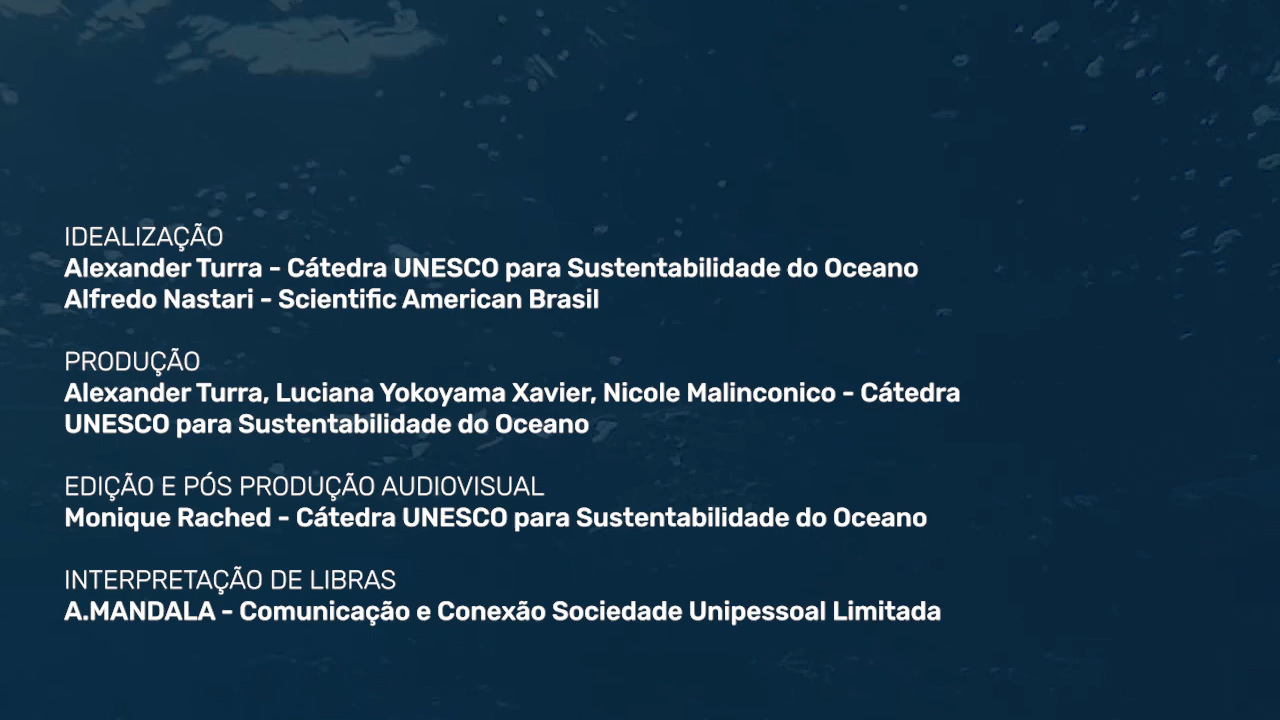 IDEALIZAÇÃO
Alexander Turra - Cátedra UNESCO para Sustentabilidade do Oceano
Alfredo Nastari - Scientific American Brasil
PRODUÇÃO
Alexander Turra, Luciana Yokoyama Xavier, Nicole Malinconico - Cátedra
UNESCO para Sustentabilidade do Oceano
EDIÇÃO E PÓS PRODUÇÃO AUDIOVISUAL
Monique Rached - Cátedra UNESCO para Sustentabilidade do Oceano
INTERPRETAÇÃO DE LIBRAS
A.MANDALA - Comunicação e Conexão Sociedade Unipessoal Limitada